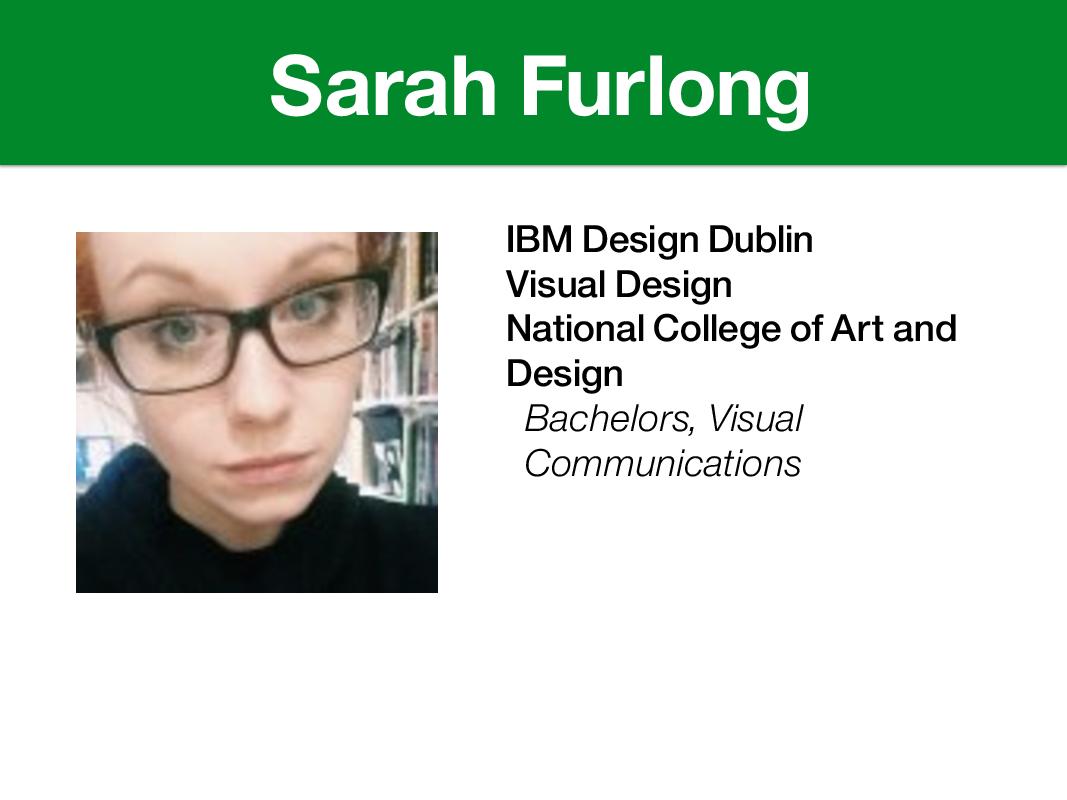 Sarah Furlong
IBM Design Dublin
Visual Design
National College of Art and
Design
Bachelors, Visual
Communications